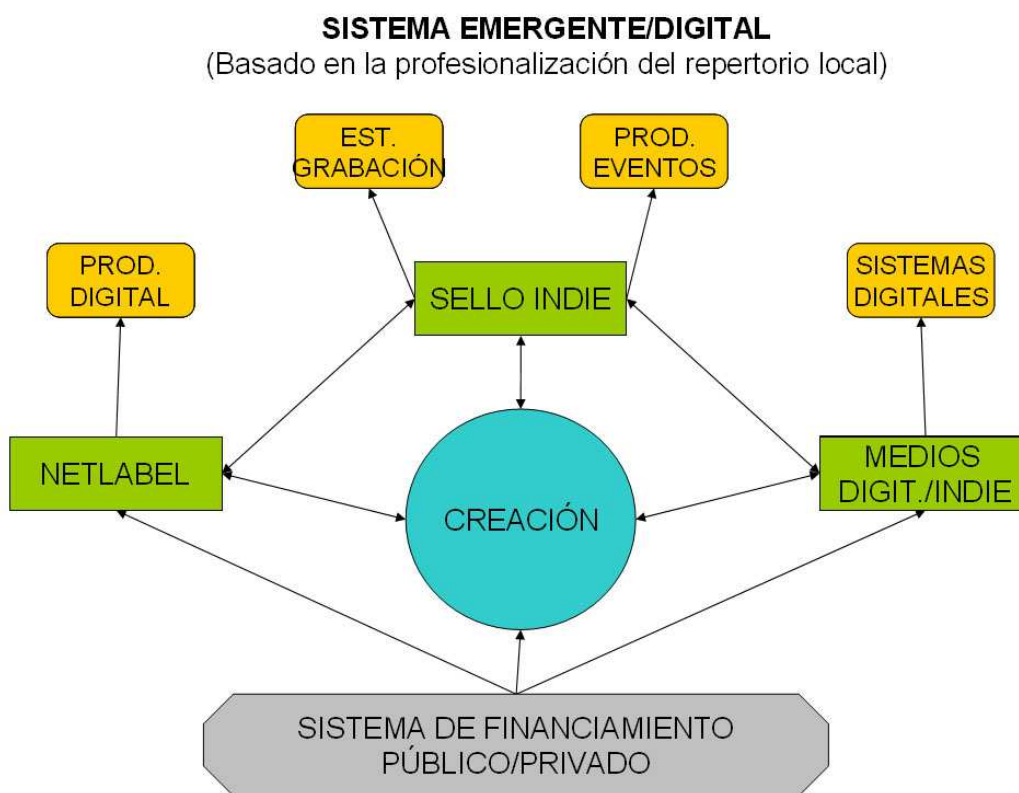 SISTEMA EMERGENTE/DIGITAL
(Basado en la profesionalización del repertorio local)
EST.
GRABACIÓN
PROD.
EVENTOS
PROD.
DIGITAL
SELLO INDIE
SISTEMAS
DIGITALES
NETLABEL
MEDIOS
DIGIT./INDIE
CREACIÓN
SISTEMA DE FINANCIAMIENTO
PÚBLICO/PRIVADO